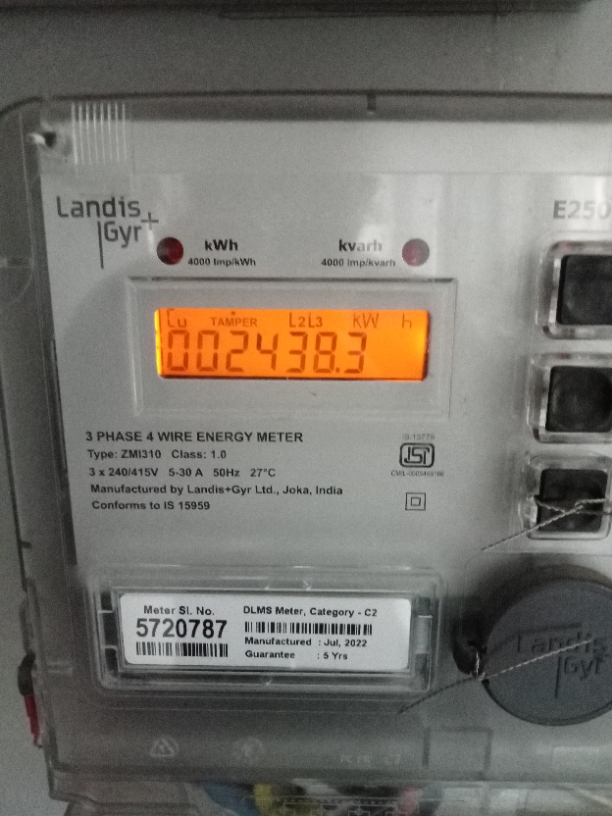 Landis
Gyr+
E250
kWh
4000 Imp/kWh
kvarh
4000 Imp/kvarh
Cu TAMPER L2L3 kW h
002438.3
3 PHASE 4 WIRE ENERGY METER
Type: ZMI310 Class: 1.0
3 x 240/415V 5-30 A 50Hz 27°C
Manufactured by Landis+Gyr Ltd., Joka, India
Conforms to IS 15959
ISI
Meter Sl. No.
5720787
DLMS Meter, Category - C2
Manufactured : Jul, 2022
Guarantee : 5 Yrs
Landis
Gyr